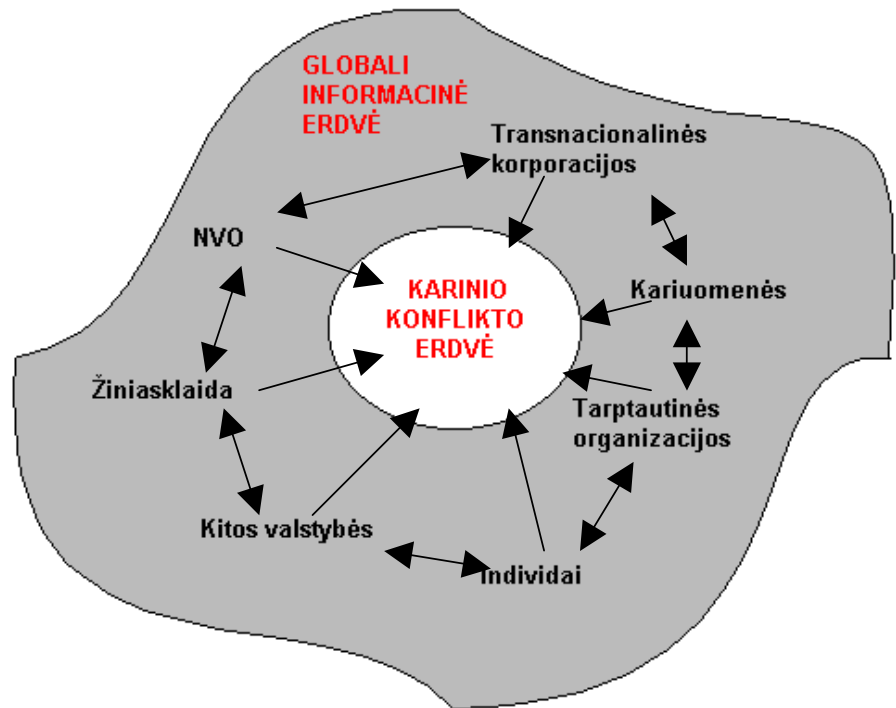 GLOBALI
INFORMACINĖ
ERDVĖ
Transnacionalinės
korporacijos
NVO
KARINIO
KONFLIKTO
ERDVĖ
Kariuomenės
Žiniasklaida
Tarptautinės
organizacijos
Kitos valstybės
Individai